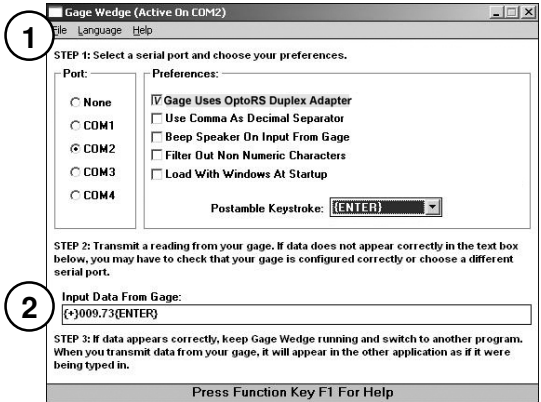 Gage Wedge (Active On COM2)
1
File Language Help
STEP 1: Select a serial port and choose your preferences.
Port:
None
COM1
COM2
COM3
COM4
Preferences:
Gage Uses OptoRS Duplex Adapter
Use Comma As Decimal Separator
Beep Speaker On Input From Gage
Filter Out Non Numeric Characters
Load With Windows At Startup
Postamble Keystroke: {ENTER}
STEP 2: Transmit a reading from your gage. If data does not appear correctly in the text box
below, you may have to check that your gage is configured correctly or choose a different
serial port.
2
Input Data From Gage:
{+}009.73{ENTER}
STEP 3: If data appears correctly, keep Gage Wedge running and switch to another program.
When you transmit data from your gage, it will appear in the other application as if it were
being typed in.
Press Function Key F1 For Help